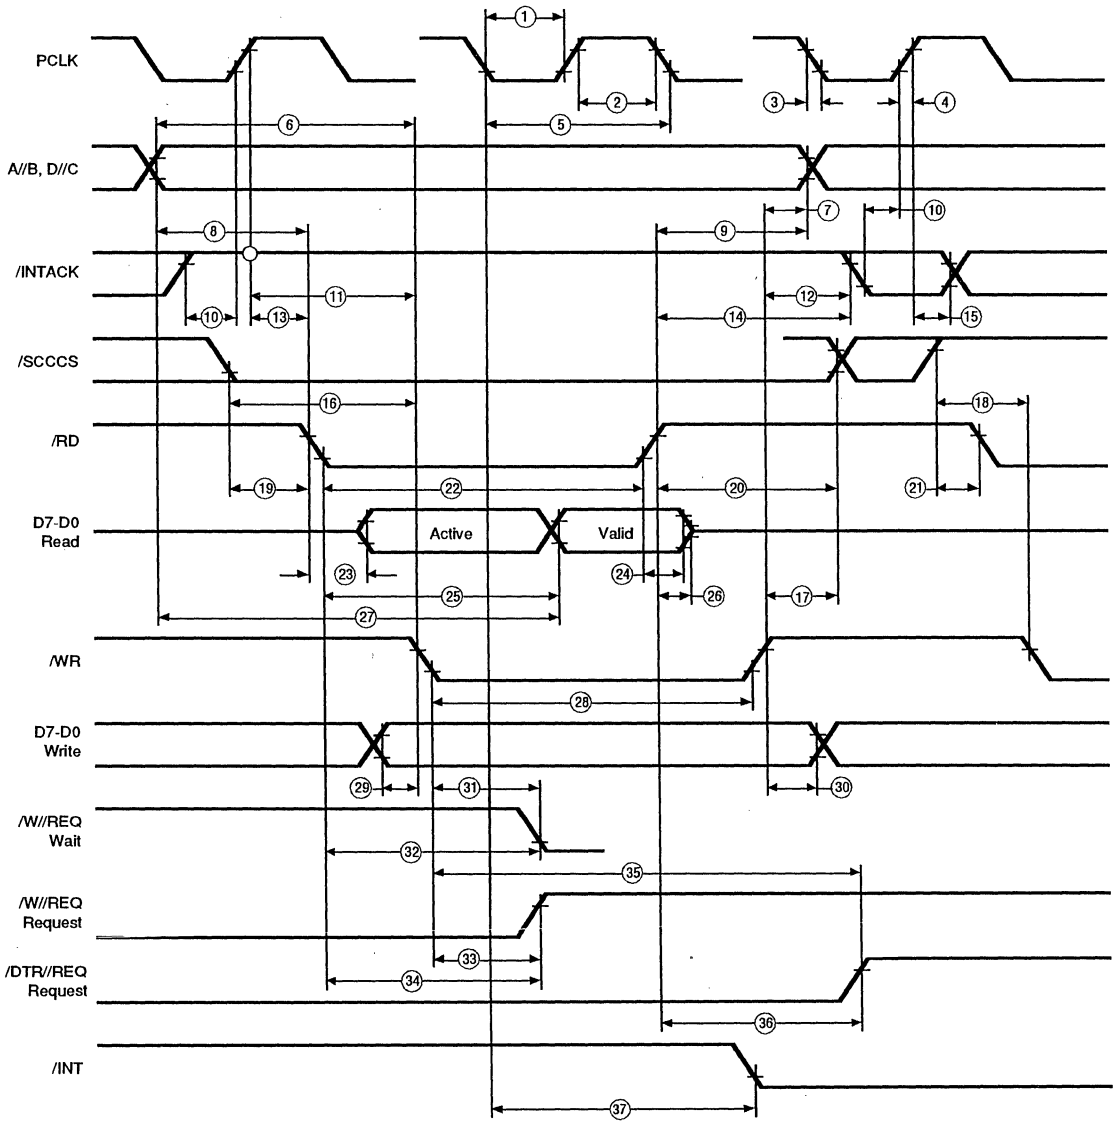 1
PCLK
2
3
4
6
5
A//B, D//C
7
10
8
9
/INTACK
11
12
10
13
14
15
/SCCCS
16
18
/RD
19
22
20
21
D7-D0
Read
Active
Valid
23
24
25
26
17
27
/WR
28
D7-D0
Write
29
31
30
/W//REQ
Wait
32
35
/W//REQ
Request
33
/DTR//REQ
Request
34
36
/INT
37